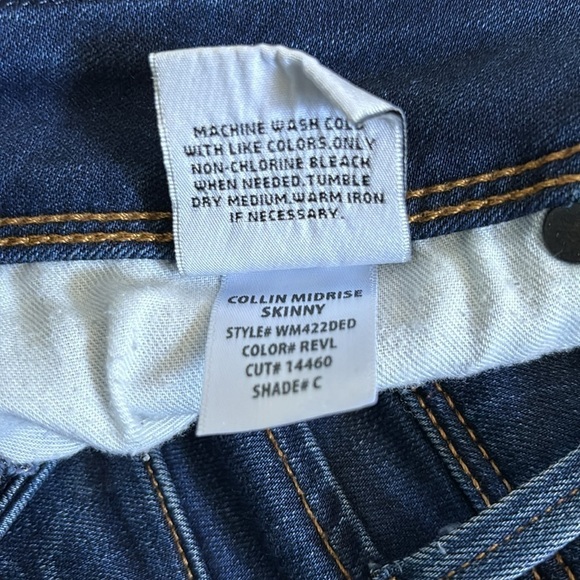 MACHINE WASH COLD
WITH LIKE COLORS.ONLY
NON-CHLORINE BLEACH
WHEN NEEDED.TUMBLE
DRY MEDIUM.WARM IRON
IF NECESSARY.
COLLIN MIDRISE
SKINNY
STYLE# WM422DED
COLOR# REVL
CUT# 14460
SHADE# C